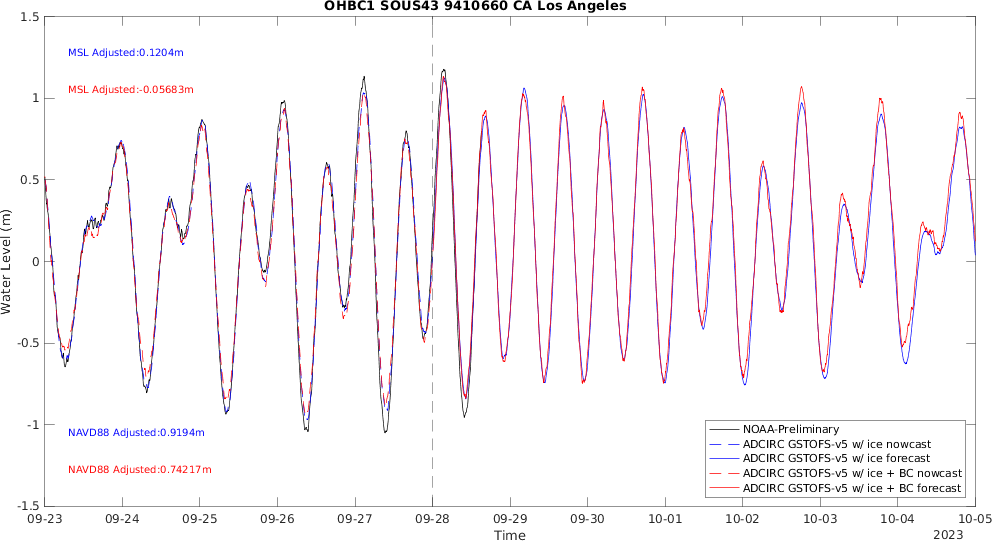 OHBC1 SOUS43 9410660 CA Los Angeles
1.5
MSL Adjusted:0.1204m
MSL Adjusted:-0.05683m
1
0.5
Water Level (m)
0
-0.5
-1
NAVD88 Adjusted:0.9194m
NAVD88 Adjusted:0.74217m
-1.5
NOAA-Preliminary
ADCIRC GSTOFS-v5 w/ ice nowcast
ADCIRC GSTOFS-v5 w/ ice forecast
ADCIRC GSTOFS-v5 w/ ice + BC nowcast
ADCIRC GSTOFS-v5 w/ ice + BC forecast
09-23 09-24 09-25 09-26 09-27 09-28 09-29 09-30 10-01 10-02 10-03 10-04 10-05
Time
2023